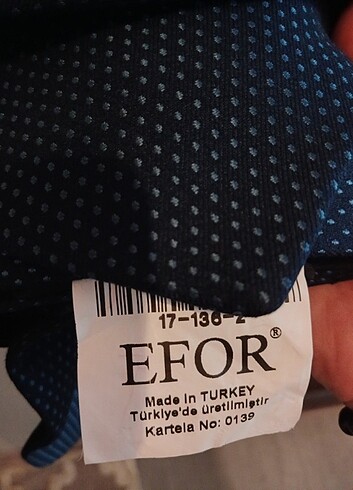 17-136-2
EFOR®
Made in TURKEY
Türkiye'de üretilmiştir
Kartela No: 0139